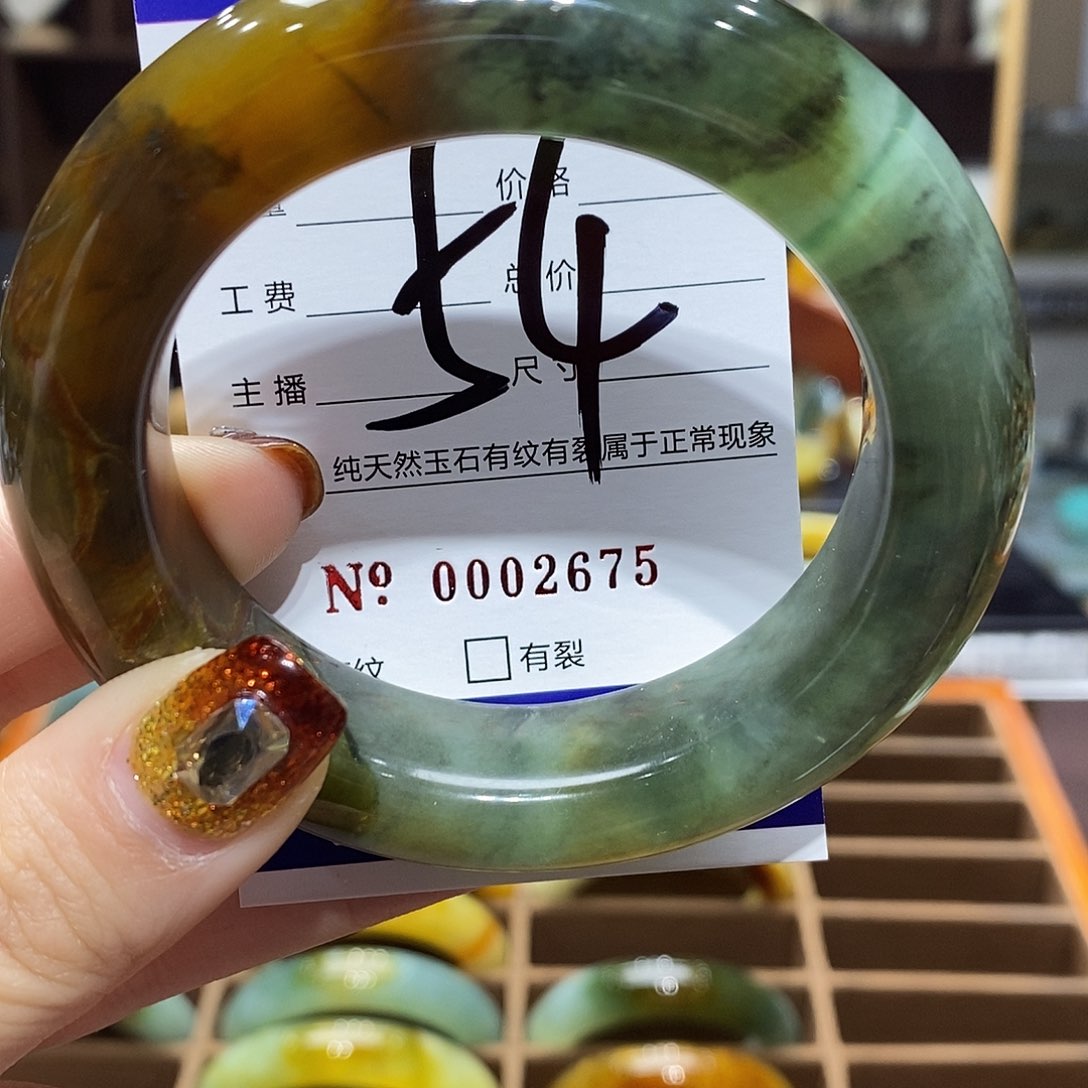 价格
工费 总价
主播 尺寸
54
纯天然玉石有纹有裂属于正常现象
Nº 0002675
纹 有裂